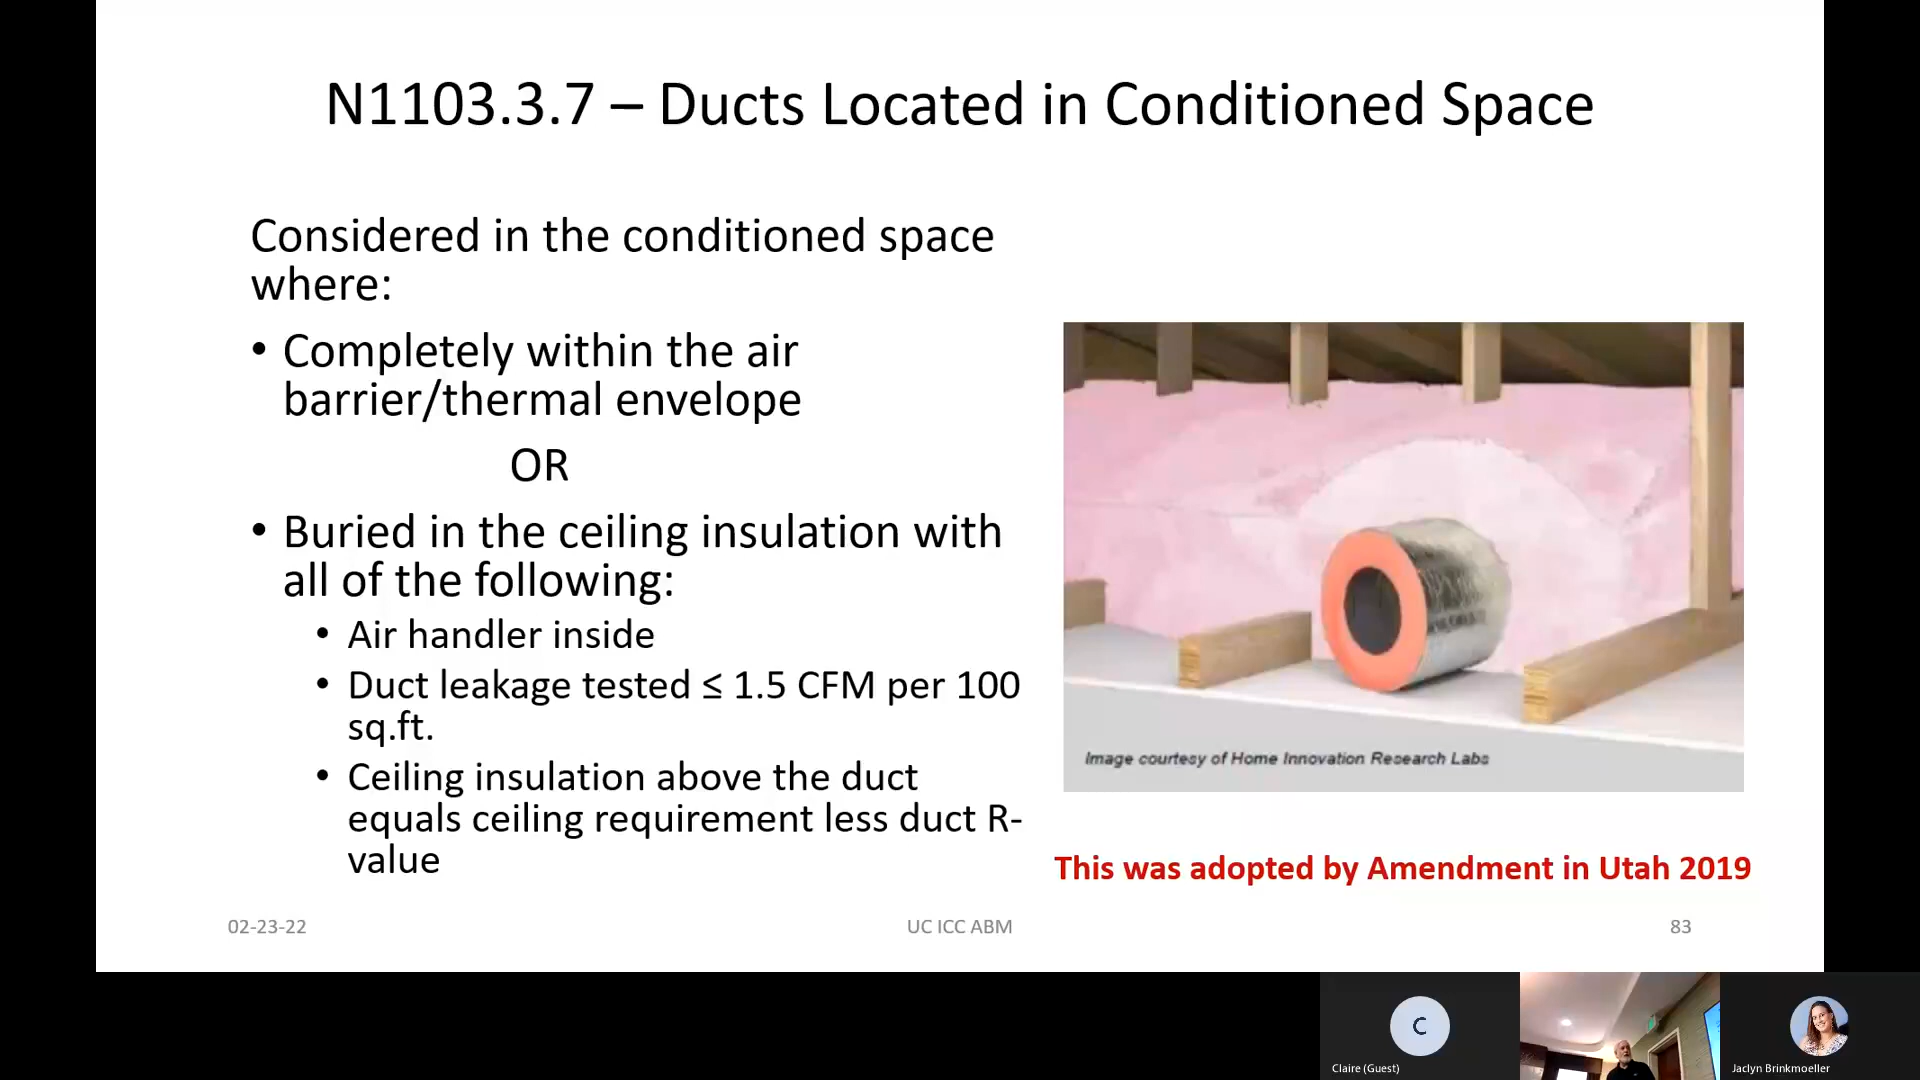 N1103.3.7 – Ducts Located in Conditioned Space
Considered in the conditioned space
where:
• Completely within the air
barrier/thermal envelope
OR
• Buried in the ceiling insulation with
all of the following:
• Air handler inside
• Duct leakage tested ≤ 1.5 CFM per 100
sq.ft.
• Ceiling insulation above the duct
equals ceiling requirement less duct R-
value
Image courtesy of Home Innovation Research Labs
This was adopted by Amendment in Utah 2019
02-23-22
UC ICC ABM
83
C
Claire (Guest)
Jaclyn Brinkmoeller